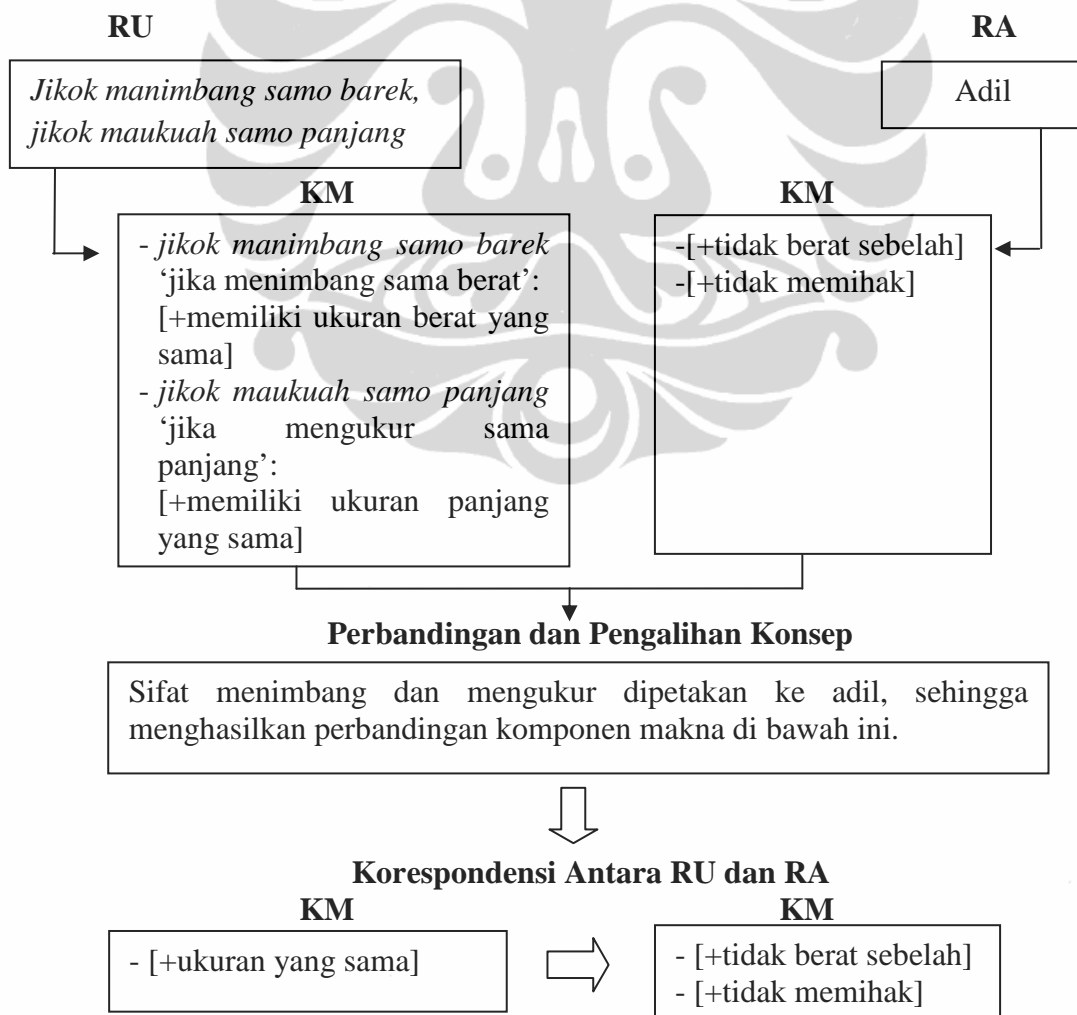 RU
RA
Jikok manimbang samo barek,
jikok maukuah samo panjang
Adil
KM
KM
- jikok manimbang samo barek
‘jika menimbang sama berat’:
[+memiliki ukuran berat yang
sama]
- jikok maukuah samo panjang
‘jika mengukur sama
panjang’:
[+memiliki ukuran panjang
yang sama]
-[+tidak berat sebelah]
-[+tidak memihak]
Perbandingan dan Pengalihan Konsep
Sifat menimbang dan mengukur dipetakan ke adil, sehingga
menghasilkan perbandingan komponen makna di bawah ini.
Korespondensi Antara RU dan RA
KM
KM
- [+ukuran yang sama]
- [+tidak berat sebelah]
- [+tidak memihak]